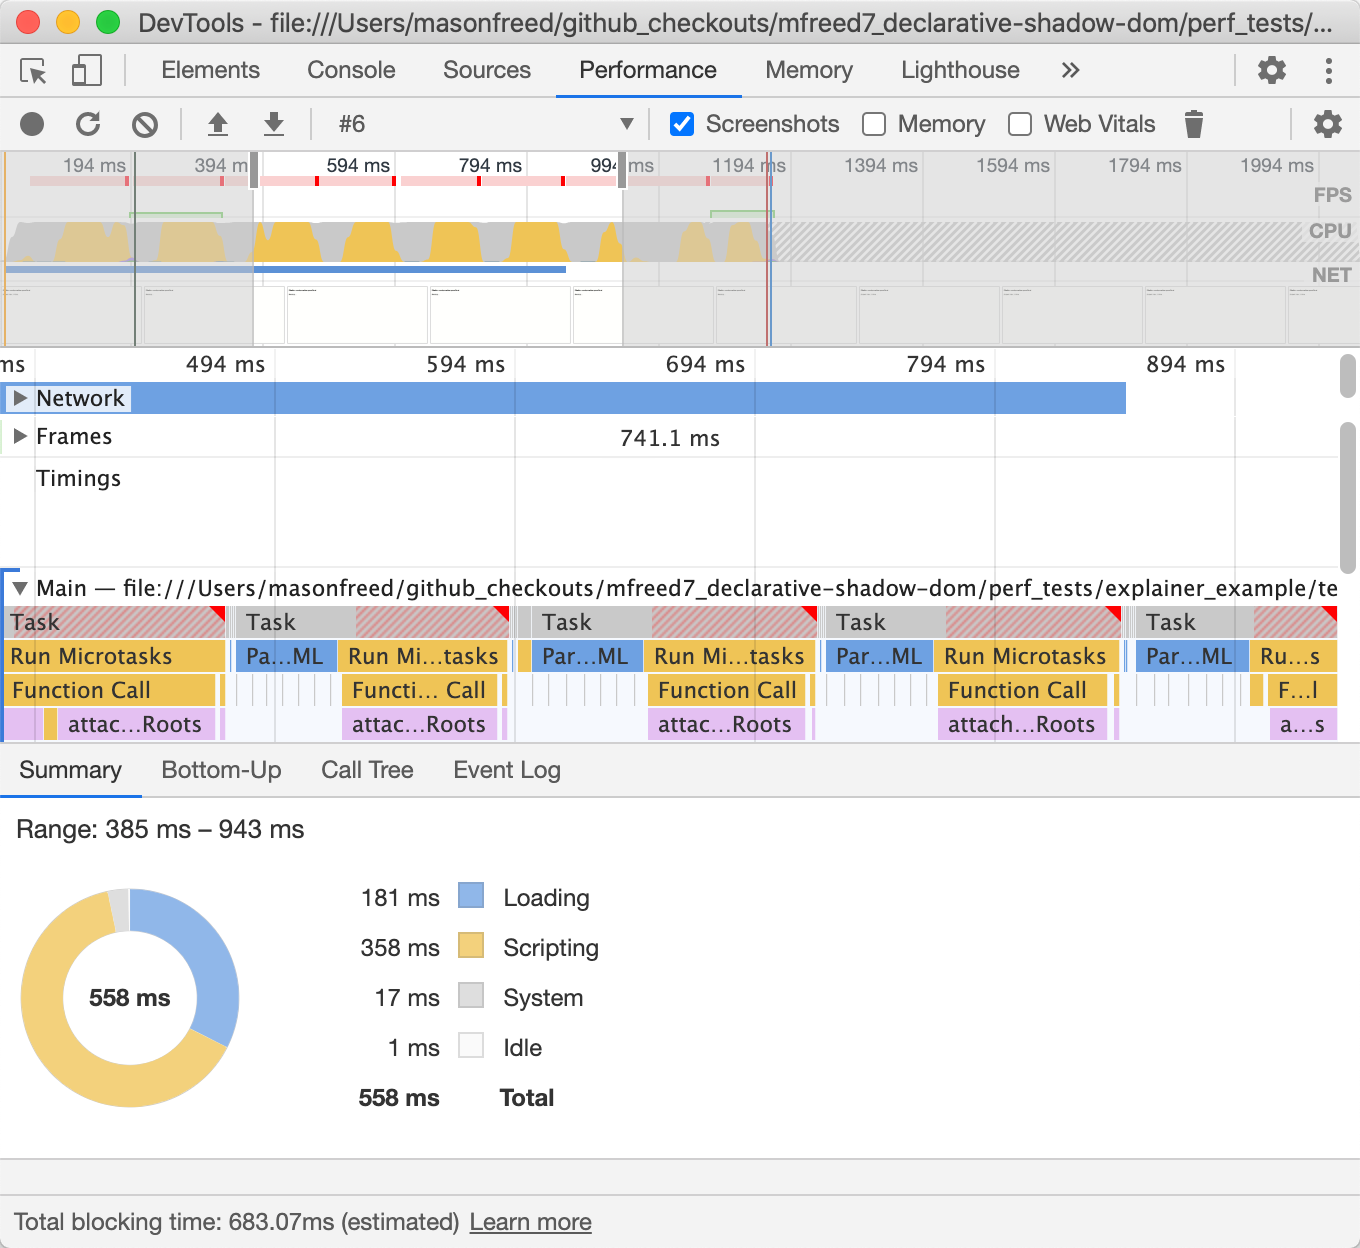 DevTools - file:///Users/masonfreed/github_checkouts/mfreed7_declarative-shadow-dom/perf_tests/...
Elements Console Sources Performance Memory Lighthouse »
#6 Screenshots Memory Web Vitals
194 ms 394 m 594 ms 794 ms 994 ms 1194 ms 1394 ms 1594 ms 1794 ms 1994 ms
FPS
CPU
NET
ms 494 ms 594 ms 694 ms 794 ms 894 ms
Network
Frames 741.1 ms
Timings
Main — file:///Users/masonfreed/github_checkouts/mfreed7_declarative-shadow-dom/perf_tests/explainer_example/te
Task Task Task Task Task
Run Microtasks Pa...ML Run Mi...tasks Par...ML Run Mi...tasks Par...ML Run Microtasks Par...ML Ru...s
Function Call Functi... Call Function Call Function Call F...l
attac...Roots attac...Roots attac...Roots attach...Roots a...s
Summary Bottom-Up Call Tree Event Log
Range: 385 ms – 943 ms
181 ms Loading
358 ms Scripting
558 ms
17 ms System
1 ms Idle
558 ms Total
Total blocking time: 683.07ms (estimated) Learn more